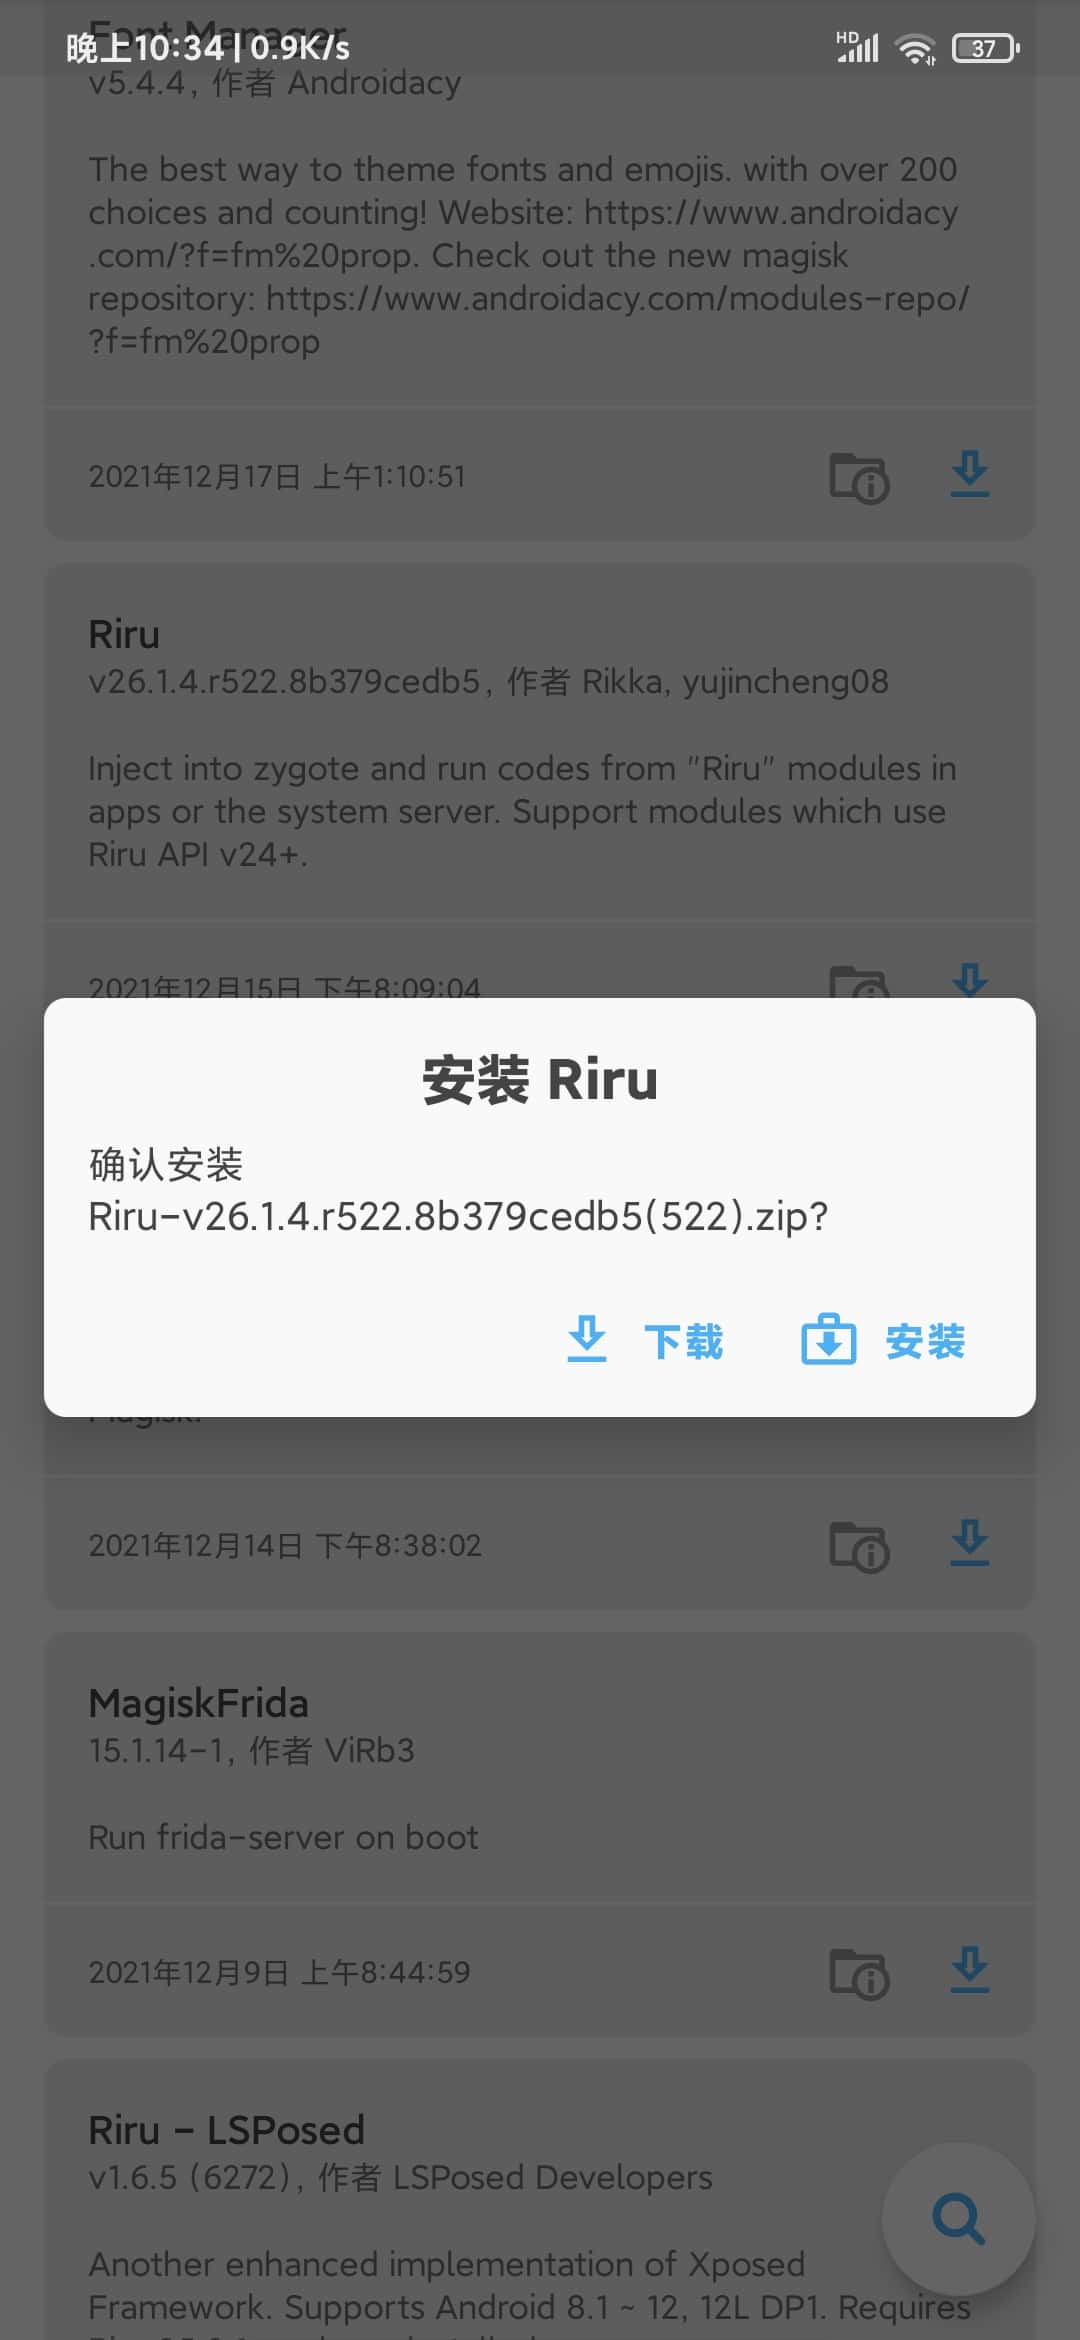 Font Manager
晚上10:34 | 0.9K/s
HD
37
v5.4.4, 作者 Androidacy
The best way to theme fonts and emojis. with over 200
choices and counting! Website: https://www.androidacy
.com/?f=fm%20prop. Check out the new magisk
repository: https://www.androidacy.com/modules-repo/
?f=fm%20prop
2021年12月17日 上午1:10:51
Riru
v26.1.4.r522.8b379cedb5, 作者 Rikka, yujincheng08
Inject into zygote and run codes from "Riru" modules in
apps or the system server. Support modules which use
Riru API v24+.
2021年12月15日 下午8:09:04
安装 Riru
确认安装
Riru-v26.1.4.r522.8b379cedb5(522).zip?
下载
安装
2021年12月14日 下午8:38:02
MagiskFrida
15.1.14-1, 作者 ViRb3
Run frida-server on boot
2021年12月9日 上午8:44:59
Riru - LSPosed
v1.6.5 (6272), 作者 LSPosed Developers
Another enhanced implementation of Xposed
Framework. Supports Android 8.1 ~ 12, 12L DP1. Requires